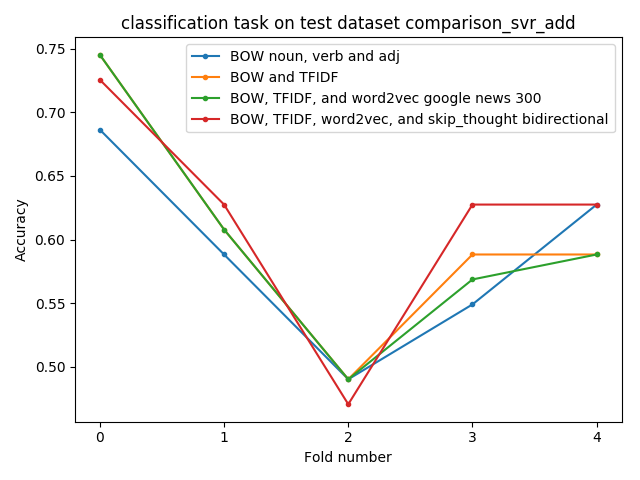 classification task on test dataset comparison_svr_add
BOW noun, verb and adj
BOW and TFIDF
BOW, TFIDF, and word2vec google news 300
BOW, TFIDF, word2vec, and skip_thought bidirectional
Accuracy
0.75
0.70
0.65
0.60
0.55
0.50
0 1 2 3 4
Fold number